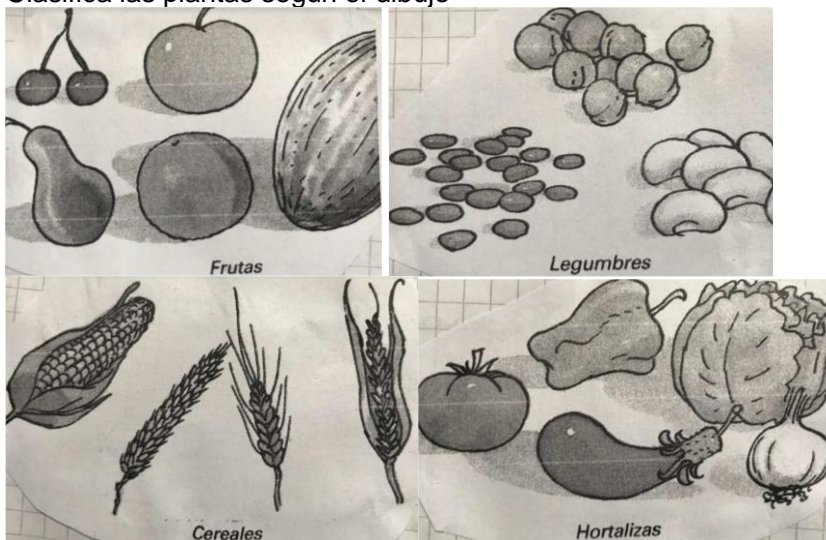 Clasifica las plantas según el dibujo
Frutas
Legumbres
Cereales
Hortalizas